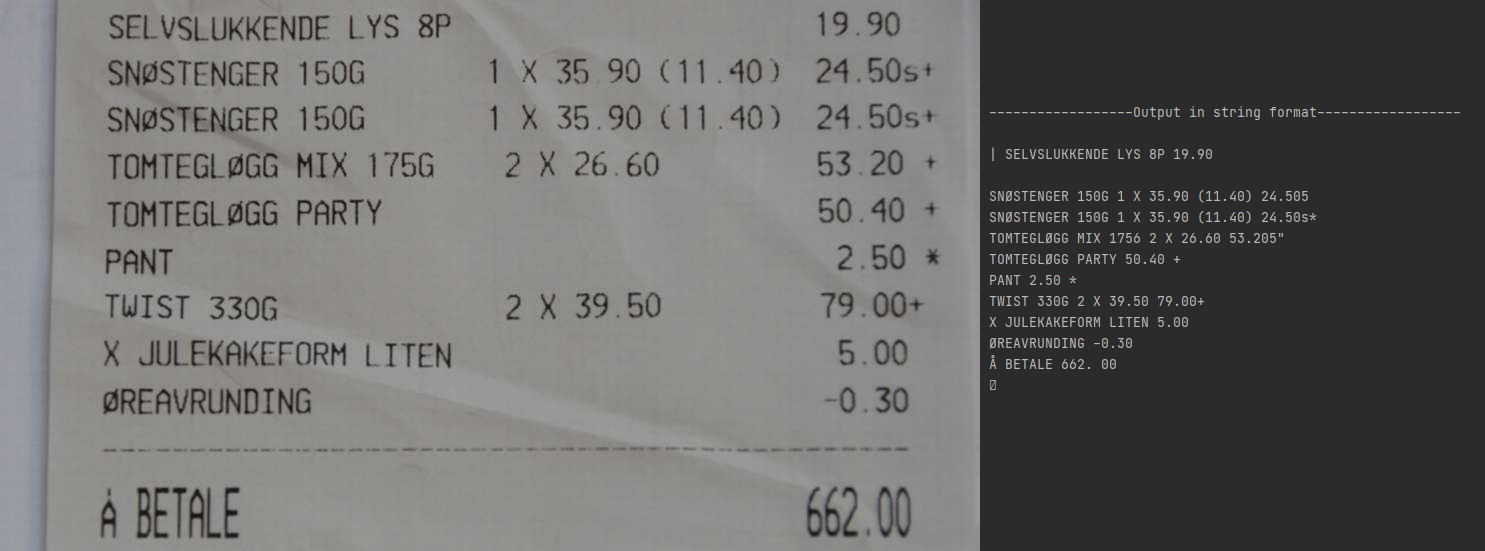 SELVSLUKKENDE LYS 8P 19.90
SNØSTENGER 150G 1 X 35.90 (11.40) 24.50s+
SNØSTENGER 150G 1 X 35.90 (11.40) 24.50s+
TOMTEGLØGG MIX 175G 2 X 26.60 53.20 +
TOMTEGLØGG PARTY 50.40 +
PANT 2.50 *
TWIST 330G 2 X 39.50 79.00+
X JULEKAKEFORM LITEN 5.00
ØREAVRUNDING -0.30
Å BETALE 662.00
------------------Output in string format------------------
| SELVSLUKKENDE LYS 8P 19.90
SNØSTENGER 150G 1 X 35.90 (11.40) 24.505
SNØSTENGER 150G 1 X 35.90 (11.40) 24.50s*
TOMTEGLØGG MIX 1756 2 X 26.60 53.205"
TOMTEGLØGG PARTY 50.40 +
PANT 2.50 *
TWIST 330G 2 X 39.50 79.00+
X JULEKAKEFORM LITEN 5.00
ØREAVRUNDING -0.30
Å BETALE 662. 00